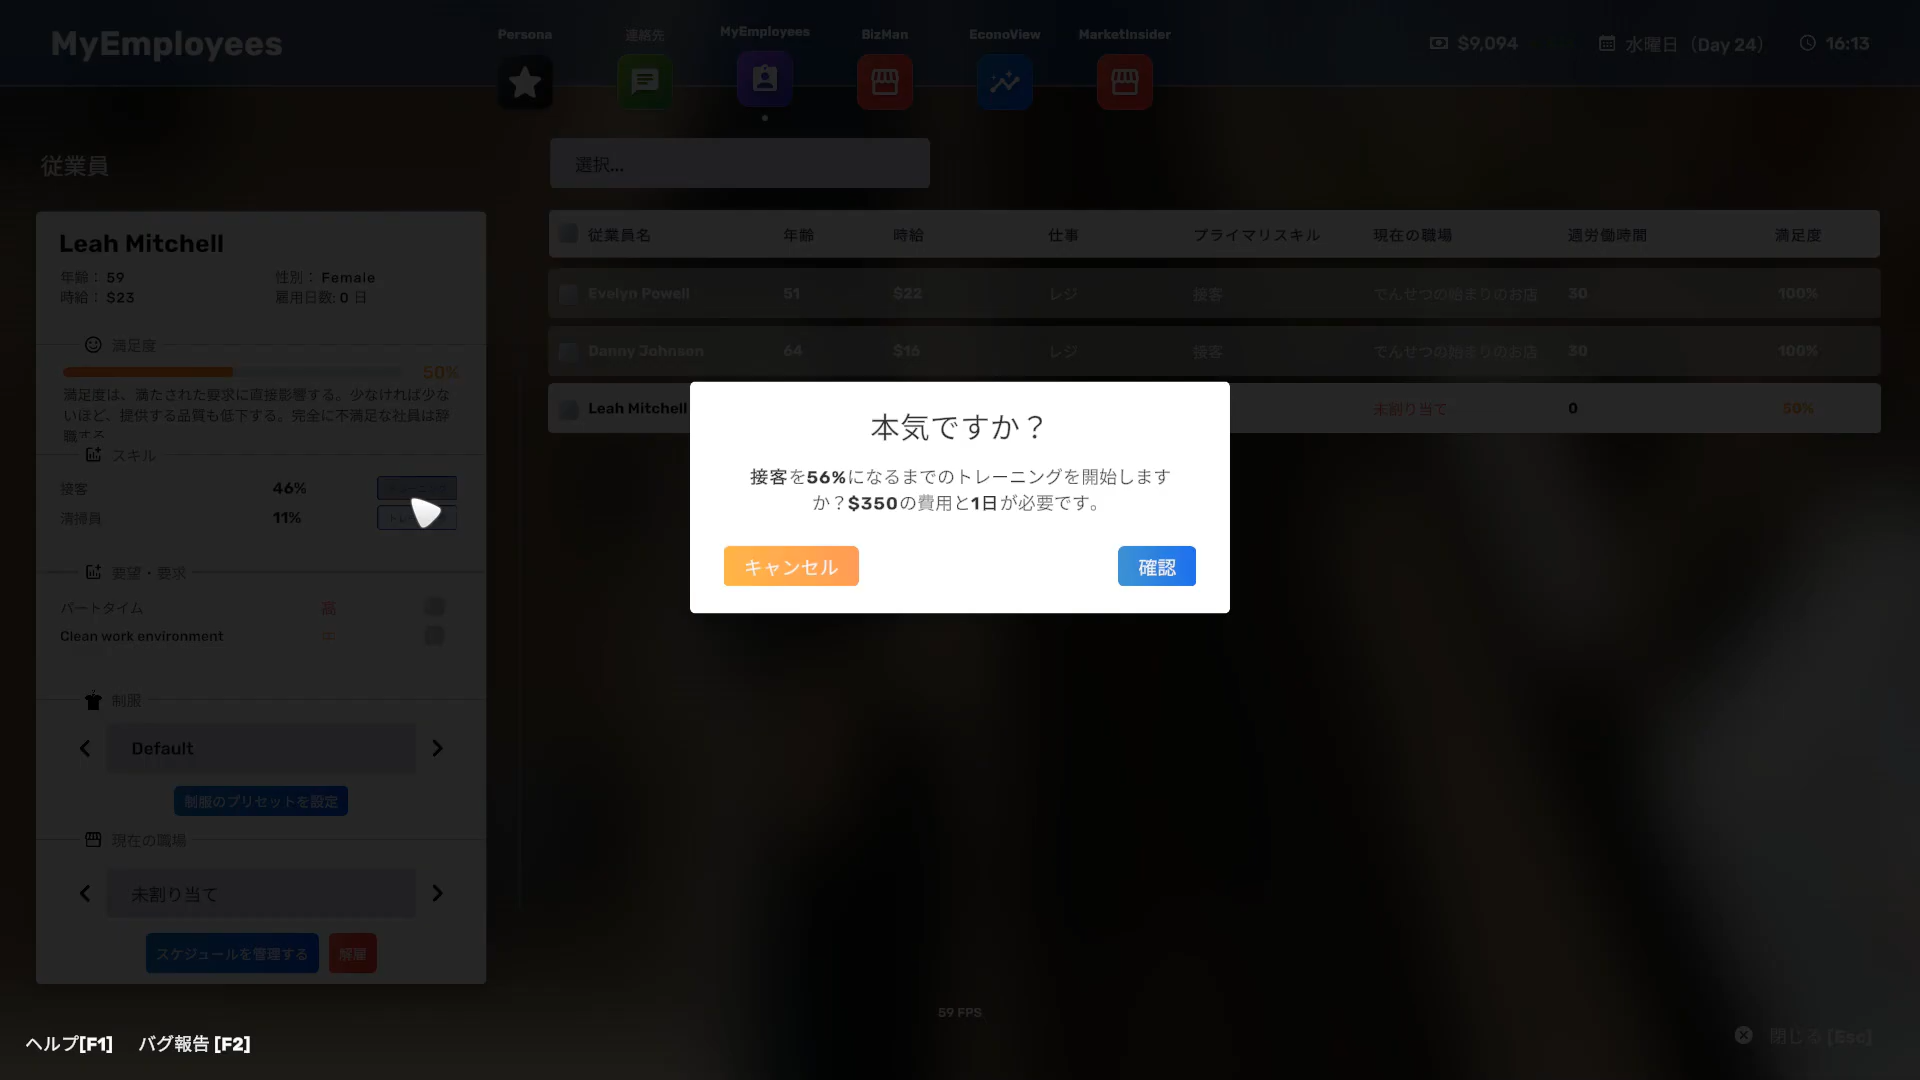 MyEmployees
Persona
連絡先
MyEmployees
BizMan
EconoView
MarketInsider
$9,094
水曜日 (Day 24)
16:13
従業員
選択...
Leah Mitchell
年齢: 59
性別: Female
時給: $23
雇用日数: 0 日
満足度
50%
満足度は、満たされた要求に直接影響する。少なければ少な
いほど、提供する品質も低下する。完全に不満足な社員は辞
職する
スキル
接客 46%
清掃員 11%
要望・要求
パートタイム 高
Clean work environment
制服
Default
制服のプリセットを設定
現在の職場
未割り当て
スケジュールを管理する
解雇
従業員名 年齢 時給 仕事 プライマリスキル 現在の職場 週労働時間 満足度
Evelyn Powell 51 $22 レジ 接客 でんせつの始まりのお店 30 100%
Danny Johnson 64 $16 レジ 接客 でんせつの始まりのお店 30 100%
Leah Mitchell 未割り当て 0 50%
本気ですか？
接客を56%になるまでのトレーニングを開始します
か？$350の費用と1日が必要です。
キャンセル
確認
59 FPS
ヘルプ[F1]
バグ報告 [F2]
閉じる [Esc]